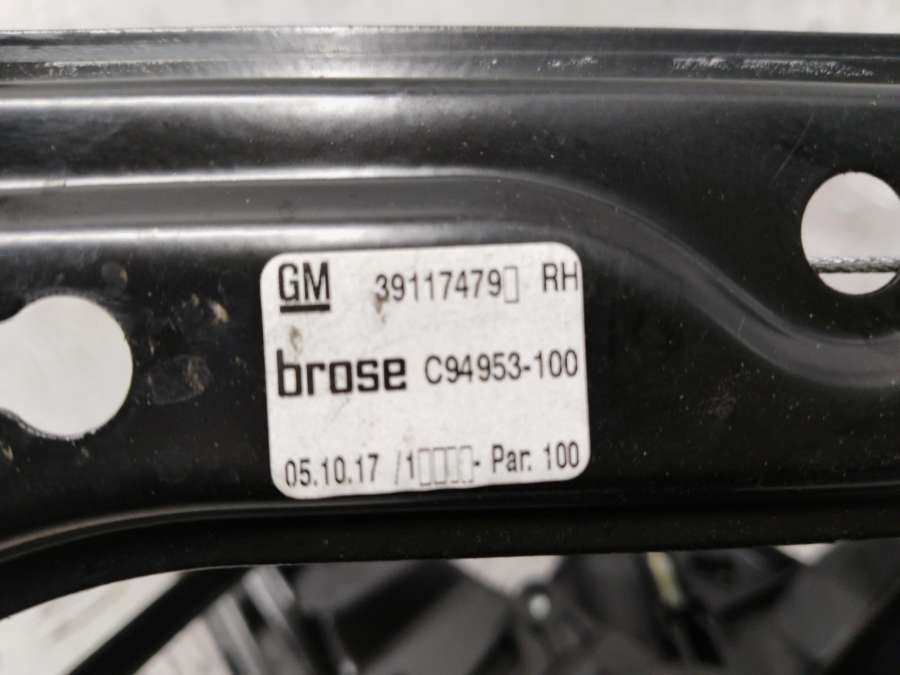 GM 39117479▯ RH
brose C94953-100
05.10.17 /1▯▯▯▯- Par: 100